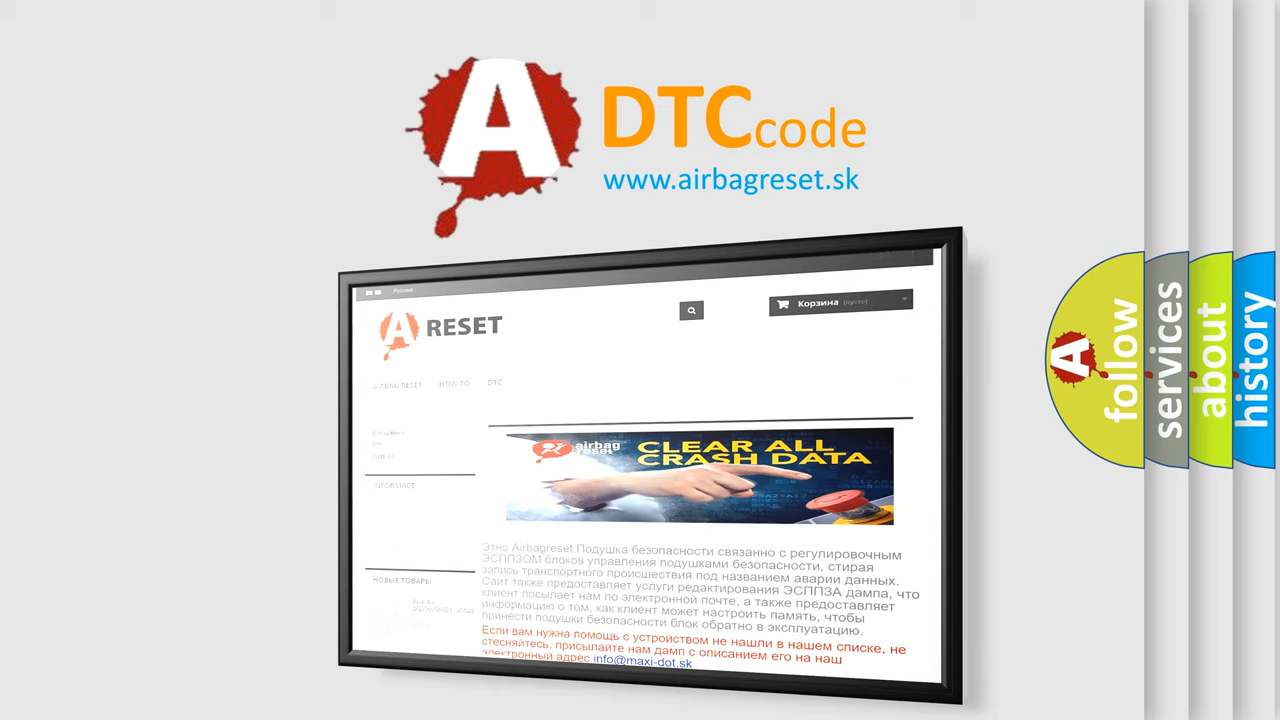 A
DTCcode
www.airbagreset.sk
Русский
Корзина (пусто)
A RESET
AIRBAG RESET HOW TO DTC
airbag
reset
CLEAR ALL
CRASH DATA
INFORMACE
Этно Airbagreset Подушка безопасности связанно с регулировочным
ЭСППЗОМ блоков управления подушками безопасности, стирая
запись транспортного происшествия под названием аварии данных.
Сайт также предоставляет услуги редактирования ЭСППЗА дампа, что
клиент посылает нам по электронной почте, а также предоставляет
информацию о том, как клиент может настроить память, чтобы
принести подушки безопасности блок обратно в эксплуатацию.
Если вам нужна помощь с устройством не нашли в нашем списке, не
стесняйтесь, присылайте нам дамп с описанием его на наш
электронный адрес info@maxi-dot.sk
НОВЫЕ ТОВАРЫ
A
follow
services
about
history